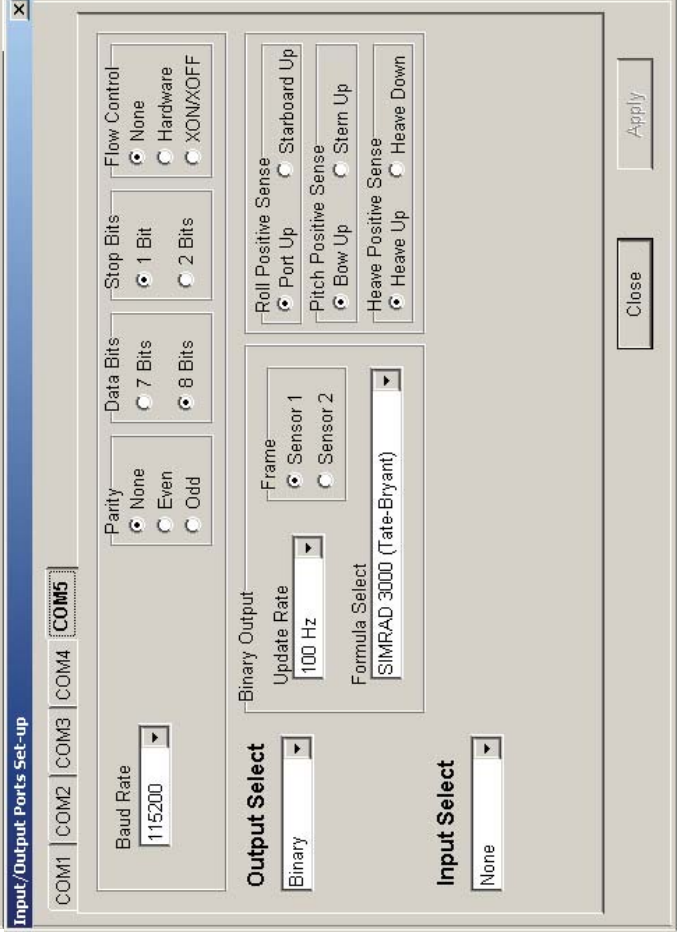 Input/Output Ports Set-up
COM1 COM2 COM3 COM4 COM5
Baud Rate
115200
Parity
None
Even
Odd
Data Bits
7 Bits
8 Bits
Stop Bits
1 Bit
2 Bits
Flow Control
None
Hardware
XON/XOFF
Output Select
Binary
Binary Output
Update Rate
100 Hz
Frame
Sensor 1
Sensor 2
Formula Select
SIMRAD 3000 (Tate-Bryant)
Roll Positive Sense
Port Up Starboard Up
Pitch Positive Sense
Bow Up Stern Up
Heave Positive Sense
Heave Up Heave Down
Input Select
None
Close Apply